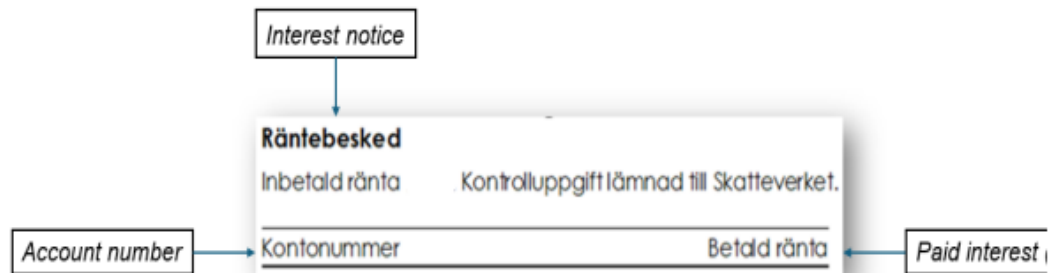 Interest notice
Räntebesked
Inbetald ränta Kontrolluppgift lämnad till Skatteverket.
Account number Kontonummer Betald ränta Paid interest